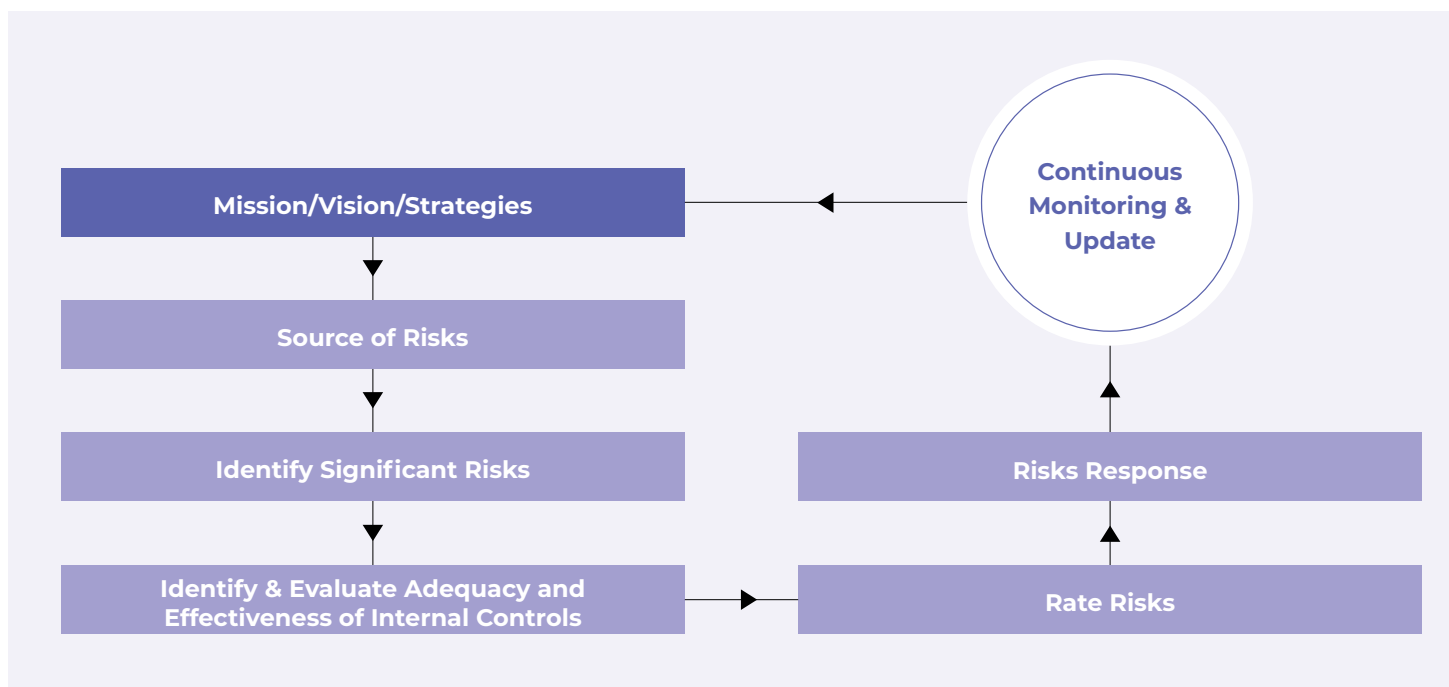 Mission/Vision/Strategies
Source of Risks
Identify Significant Risks
Identify & Evaluate Adequacy and
Effectiveness of Internal Controls
Rate Risks
Risks Response
Continuous
Monitoring &
Update